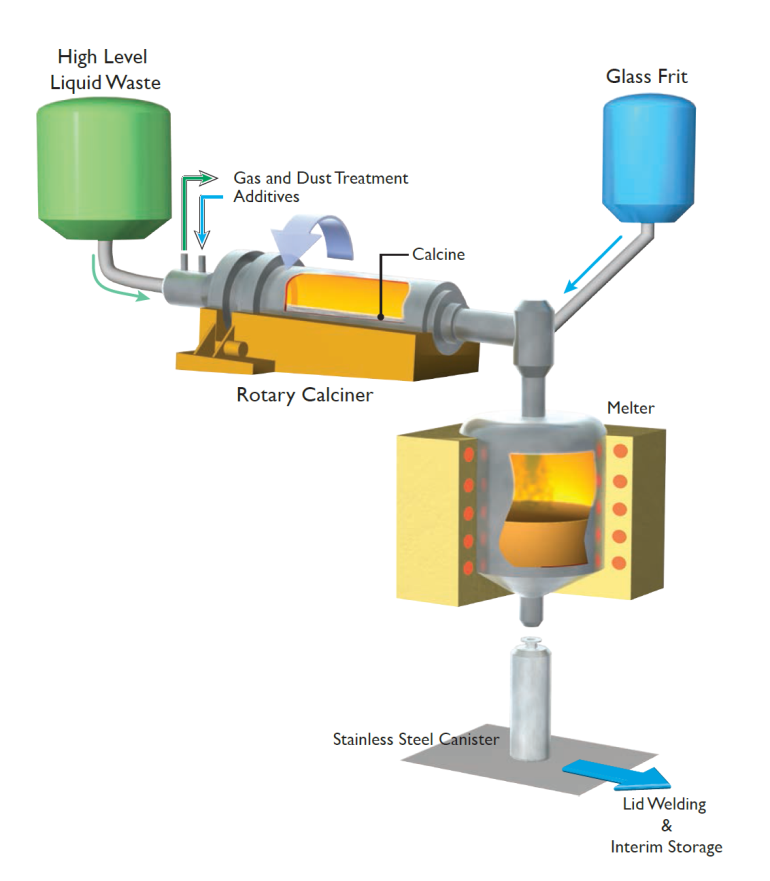 High Level
Liquid Waste
Glass Frit
Gas and Dust Treatment
Additives
Calcine
Rotary Calciner
Melter
Stainless Steel Canister
Lid Welding
&
Interim Storage